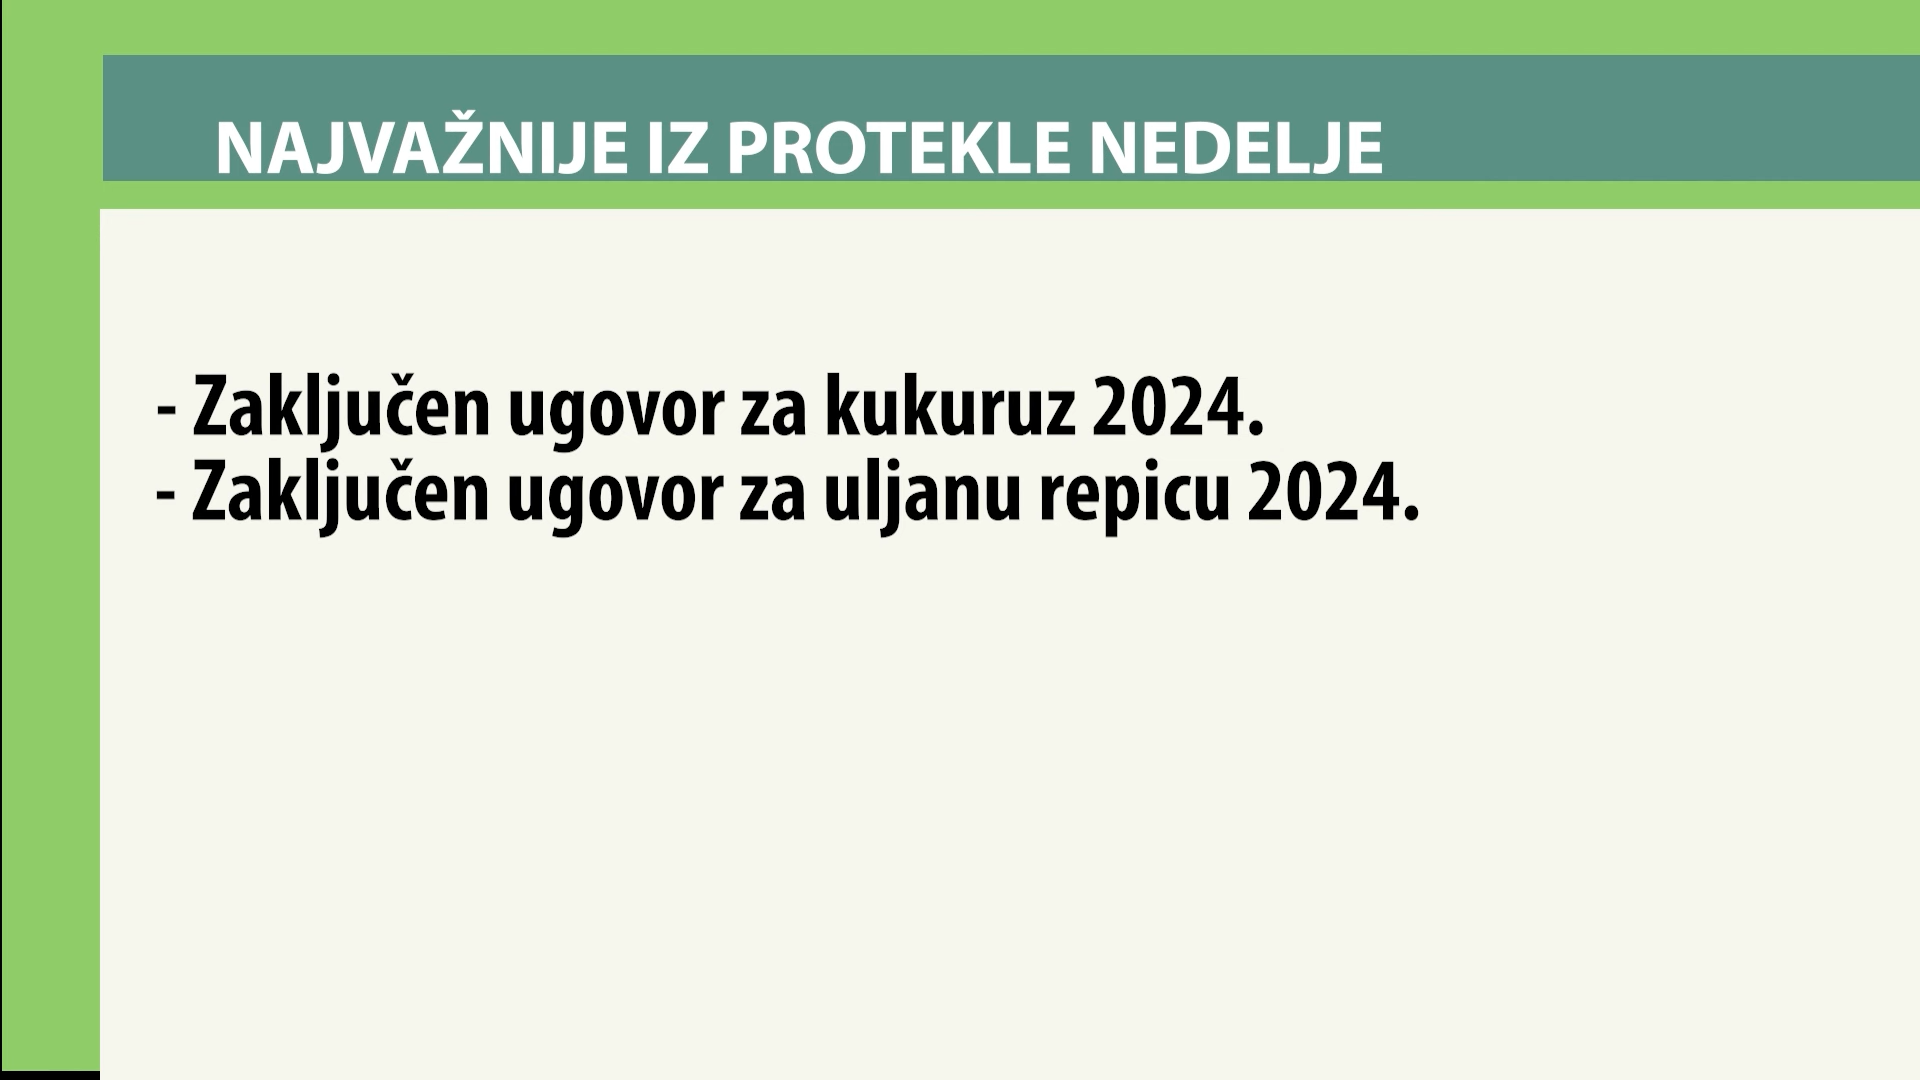 NAJVAŽNIJE IZ PROTEKLE NEDELJE
- Zaključen ugovor za kukuruz 2024.
- Zaključen ugovor za uljanu repicu 2024.